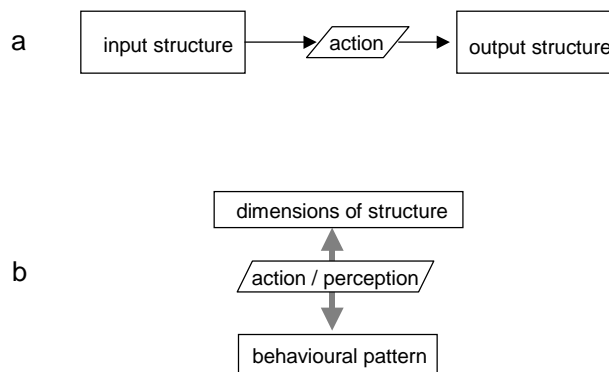 a
input structure
action
output structure
dimensions of structure
b
action / perception
behavioural pattern